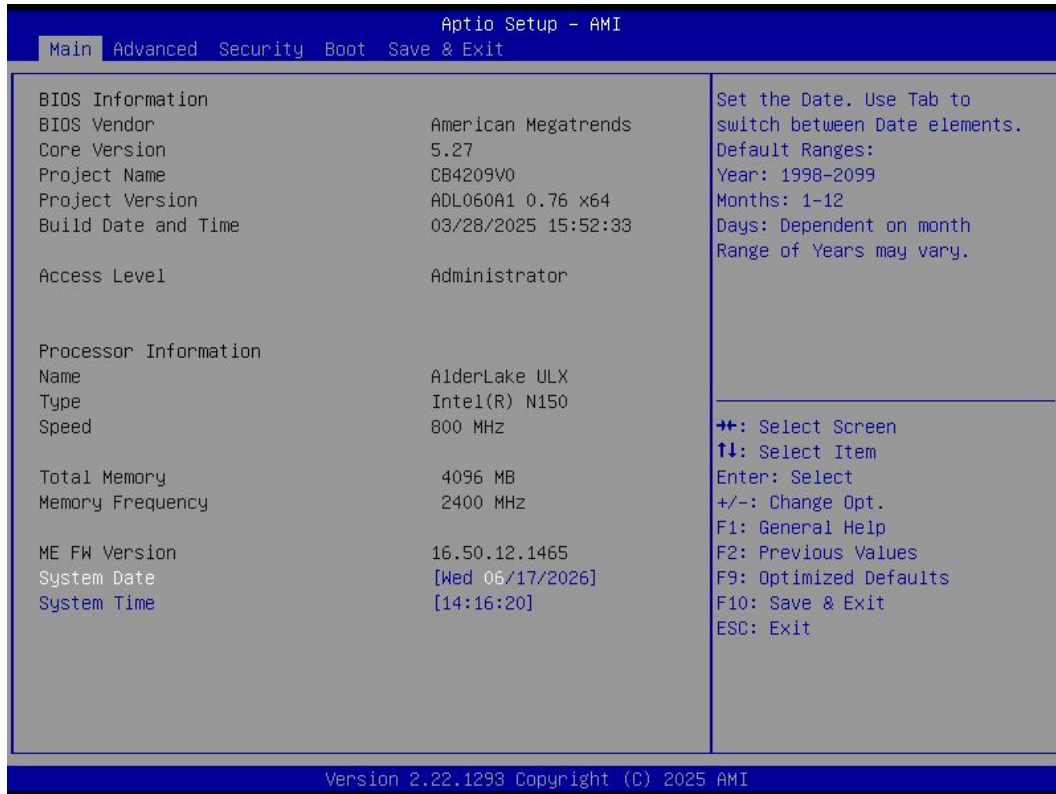 Aptio Setup - AMI
Main Advanced Security Boot Save & Exit
BIOS Information
BIOS Vendor American Megatrends
Core Version 5.27
Project Name CB4209V0
Project Version ADL060A1 0.76 x64
Build Date and Time 03/28/2025 15:52:33
Access Level Administrator
Processor Information
Name AlderLake ULX
Type Intel(R) N150
Speed 800 MHz
Total Memory 4096 MB
Memory Frequency 2400 MHz
ME FW Version 16.50.12.1465
System Date [Wed 06/17/2026]
System Time [14:16:20]
Set the Date. Use Tab to
switch between Date elements.
Default Ranges:
Year: 1998-2099
Months: 1-12
Days: Dependent on month
Range of Years may vary.
→←: Select Screen
↑↓: Select Item
Enter: Select
+/-: Change Opt.
F1: General Help
F2: Previous Values
F9: Optimized Defaults
F10: Save & Exit
ESC: Exit
Version 2.22.1293 Copyright (C) 2025 AMI